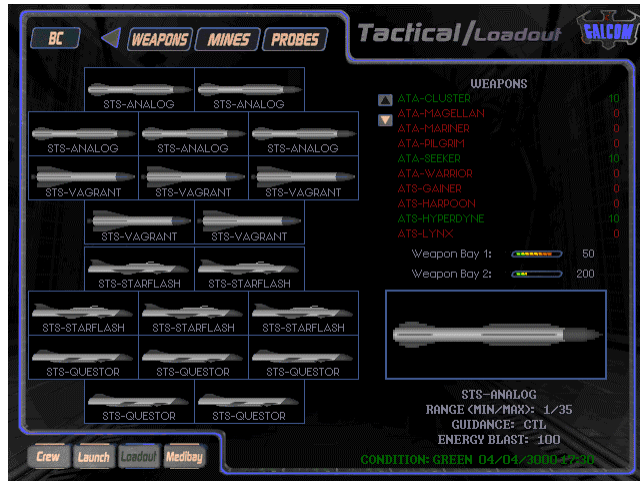 BC WEAPONS MINES PROBES Tactical/Loadout GALCOM
STS-ANALOG STS-ANALOG
STS-ANALOG STS-ANALOG STS-ANALOG
STS-VAGRANT STS-VAGRANT STS-VAGRANT
STS-VAGRANT STS-VAGRANT
STS-STARFLASH STS-STARFLASH
STS-STARFLASH STS-STARFLASH STS-STARFLASH
STS-QUESTOR STS-QUESTOR STS-QUESTOR
STS-QUESTOR STS-QUESTOR
WEAPONS
ATA-CLUSTER 10
ATA-MAGELLAN 0
ATA-MARINER 0
ATA-PILGRIM 0
ATA-SEEKER 10
ATA-WARRIOR 0
ATS-GAINER 0
ATS-HARPOON 0
ATS-HYPERDYNE 10
ATS-LYNX 0
Weapon Bay 1: 50
Weapon Bay 2: 200
STS-ANALOG
RANGE (MIN/MAX): 1/35
GUIDANCE: CTL
ENERGY BLAST: 100
CONDITION: GREEN 04/04/3000 17:30
Crew Launch Loadout Medibay